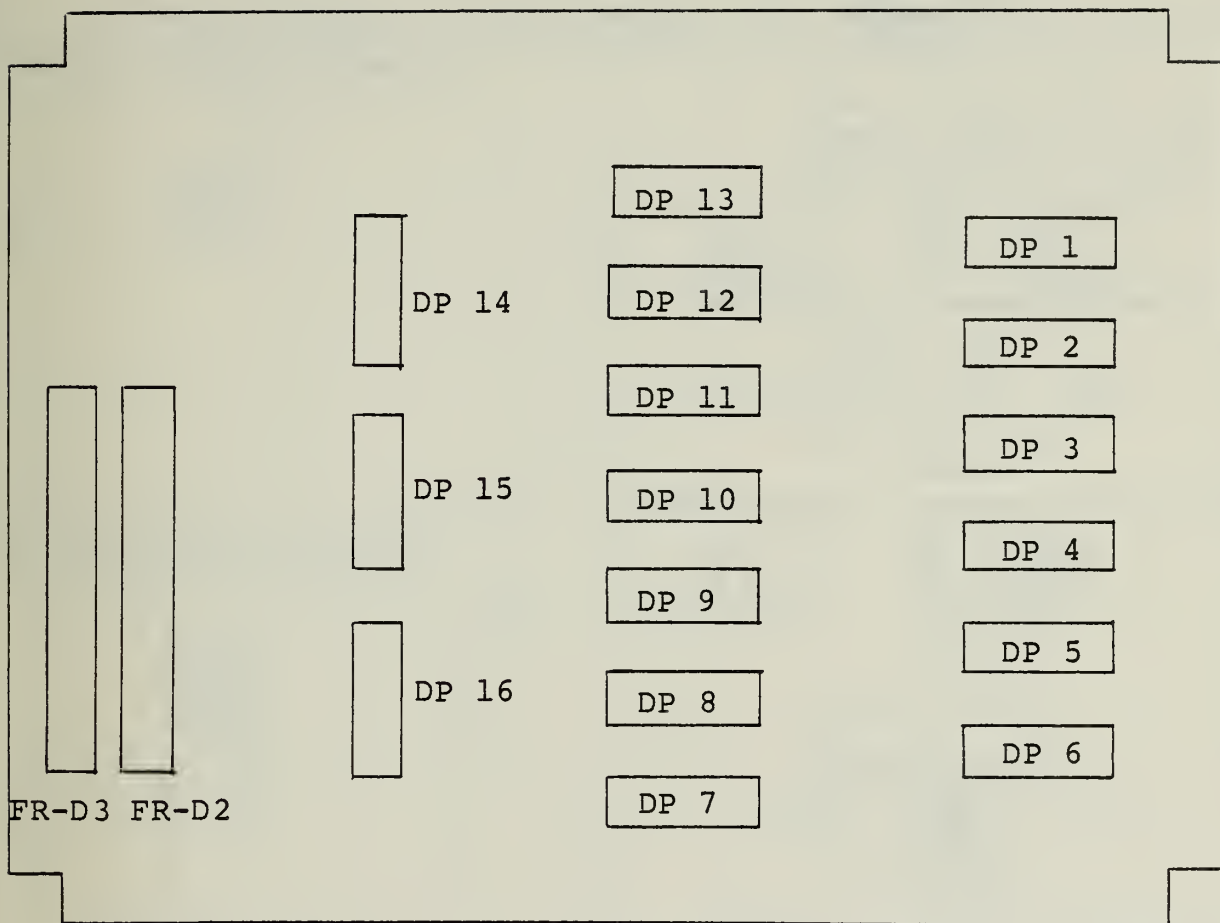 DP 13
DP 1
DP 14
DP 12
DP 2
DP 11
DP 3
DP 15
DP 10
DP 4
DP 9
DP 5
DP 16
DP 8
DP 6
FR-D3 FR-D2
DP 7